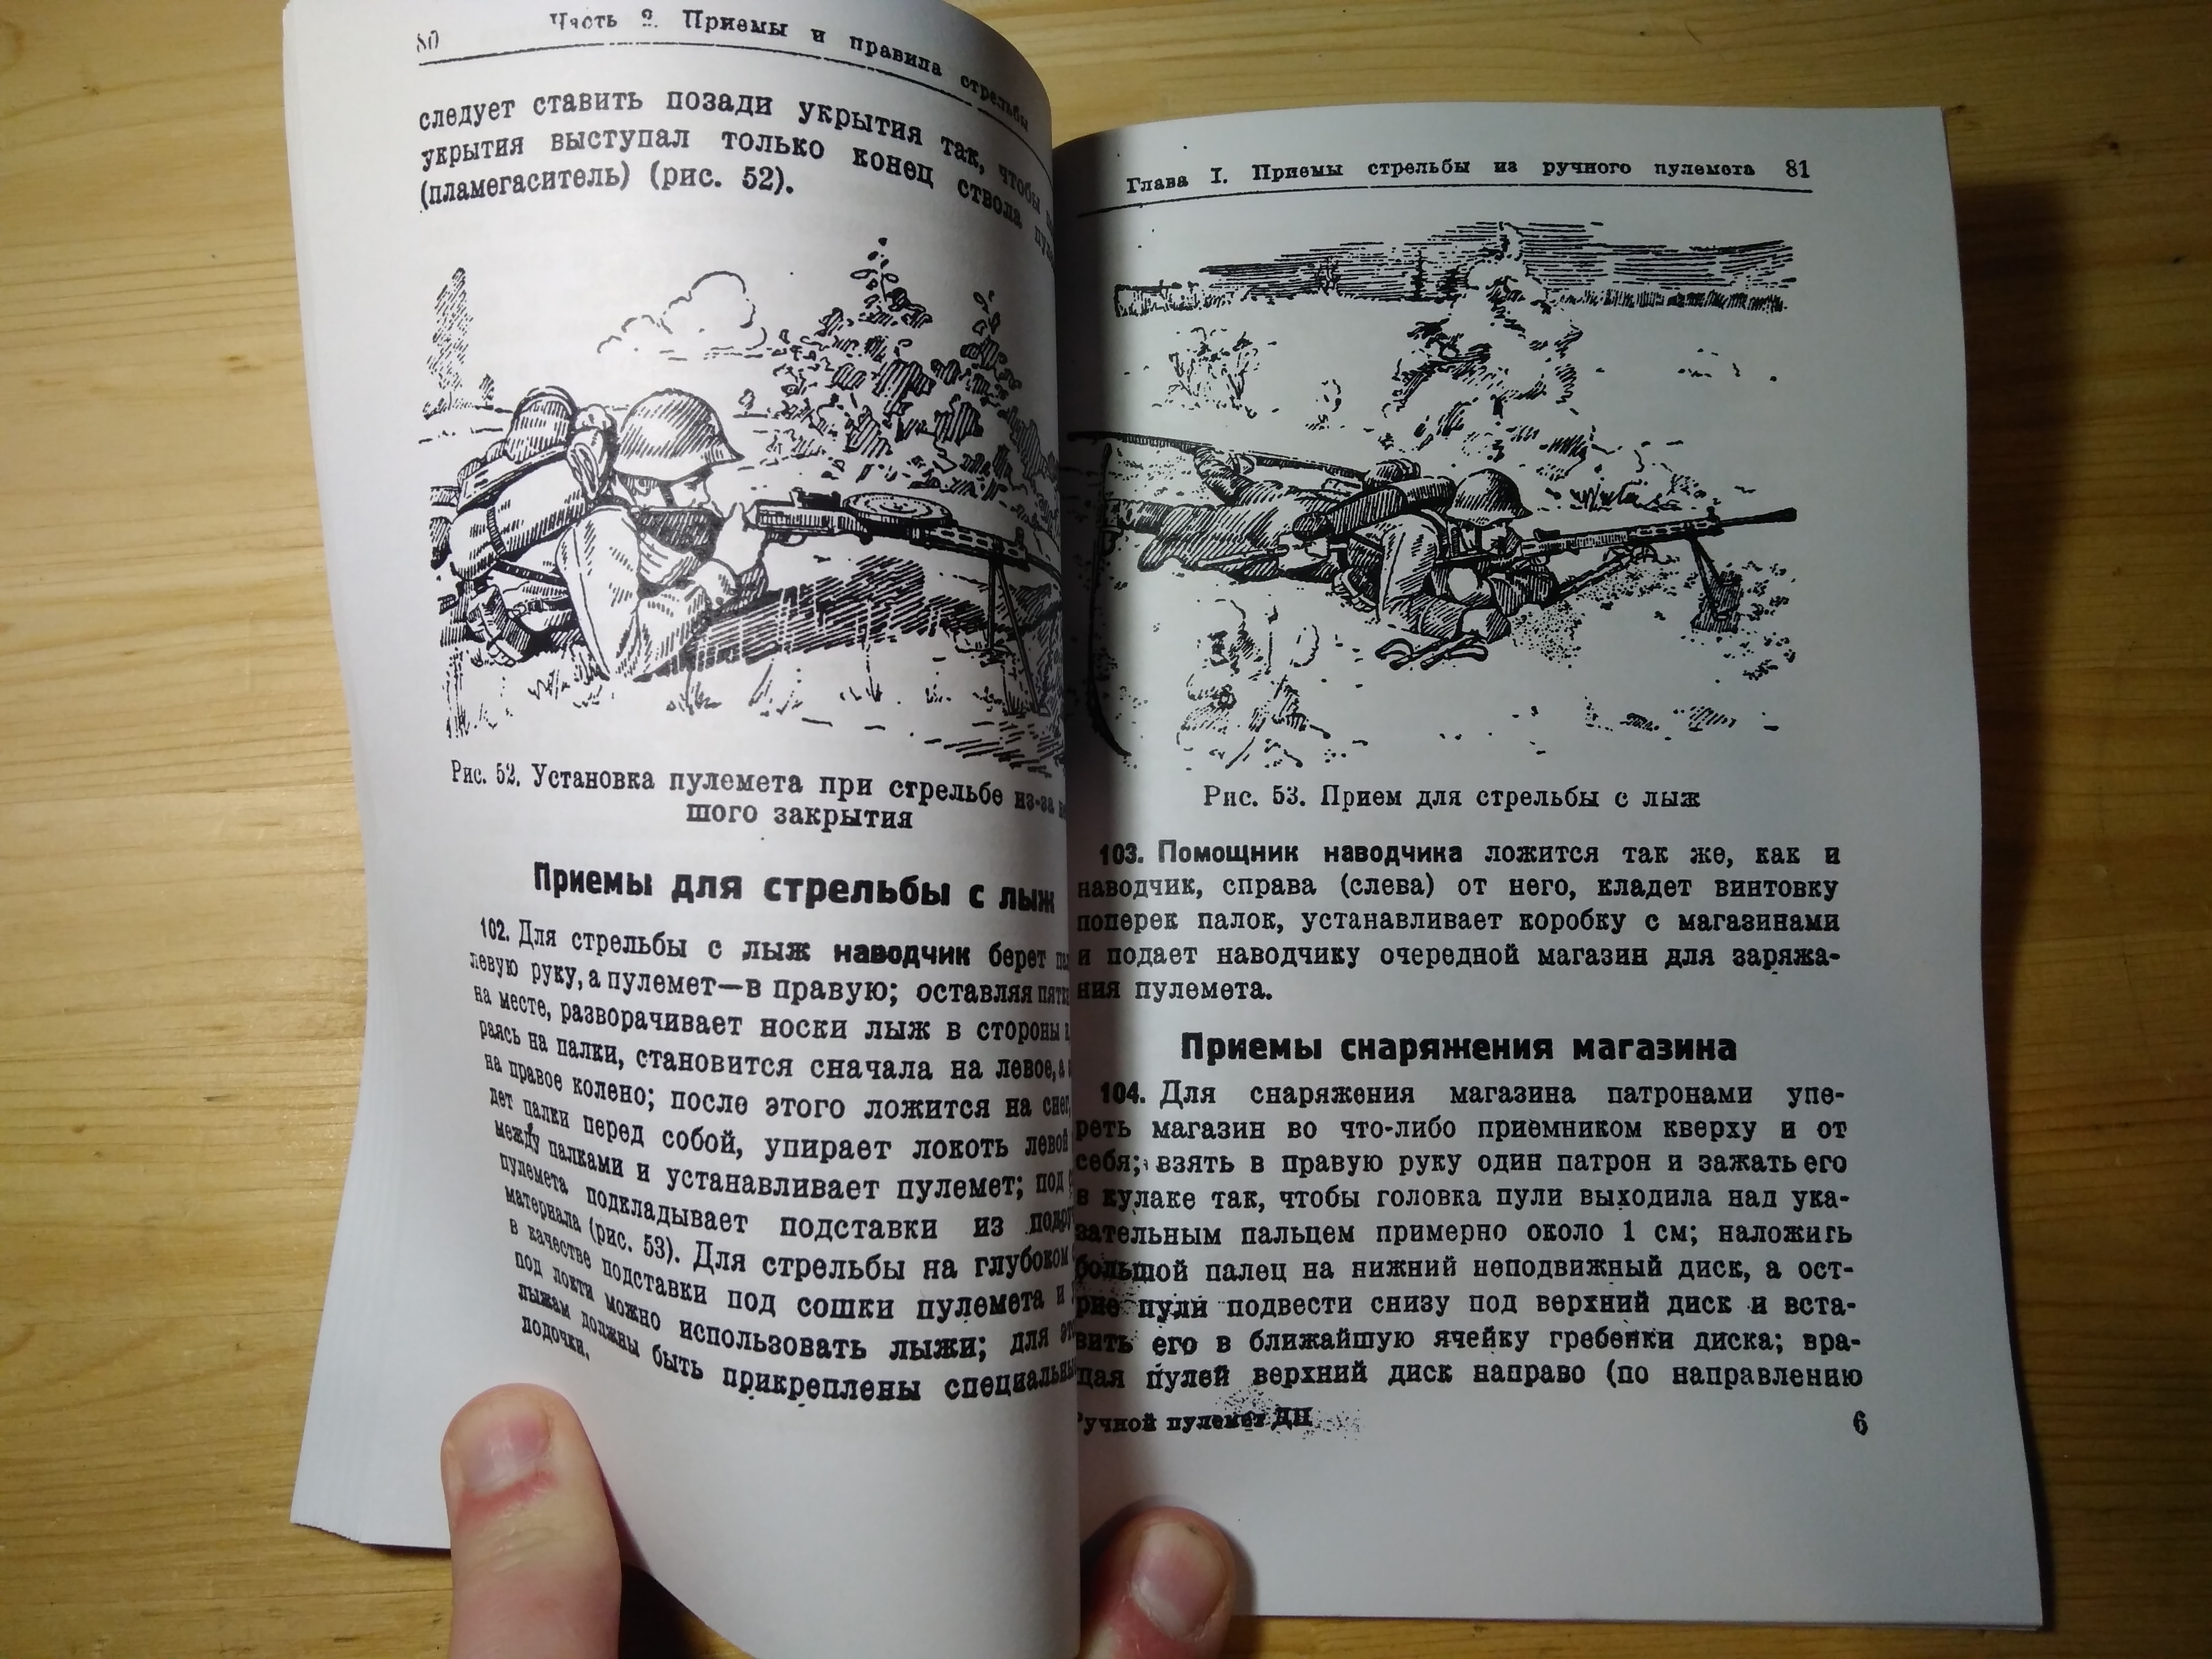 80 Часть 2. Приемы и правила стрельбы
следует ставить позади укрытия так, чтобы
укрытия выступал только конец ствола
(пламегаситель) (рис. 52).
Рис. 52. Установка пулемета при стрельбе из-за
шого закрытия
Приемы для стрельбы с лыж
102. Для стрельбы с лыж наводчик берет
левую руку, а пулемет—в правую; оставляя
на месте, разворачивает носки лыж в стороны
раясь на палки, становится сначала на левое, а
на правое колено; после этого ложится на снег,
дет палки перед собой, упирает локоть левой
между палками и устанавливает пулемет; под
пулемета подкладывает подставки из
материала (рис. 53). Для стрельбы на глубоком
в качестве подставки под сошки пулемета и
под локти можно использовать лыжи; для
лыжам должны быть прикреплены
лодочки.
Глава I. Приемы стрельбы из ручного пулемета 81
Рис. 53. Прием для стрельбы с лыж
103. Помощник наводчика ложится так же, как и
наводчик, справа (слева) от него, кладет винтовку
поперек палок, устанавливает коробку с магазинами
и подает наводчику очередной магазин для заряжа-
ния пулемета.
Приемы снаряжения магазина
104. Для снаряжения магазина патронами упе-
реть магазин во что-либо приемником кверху и от
себя; взять в правую руку один патрон и зажать его
в кулаке так, чтобы головка пули выходила над ука-
зательным пальцем примерно около 1 см; наложить
большой палец на нижний неподвижный диск, а ост-
рие пули подвести снизу под верхний диск и вста-
вить его в ближайшую ячейку гребенки диска; вра-
щая пулей верхний диск направо (по направлению
Ручной пулемет ДП 6